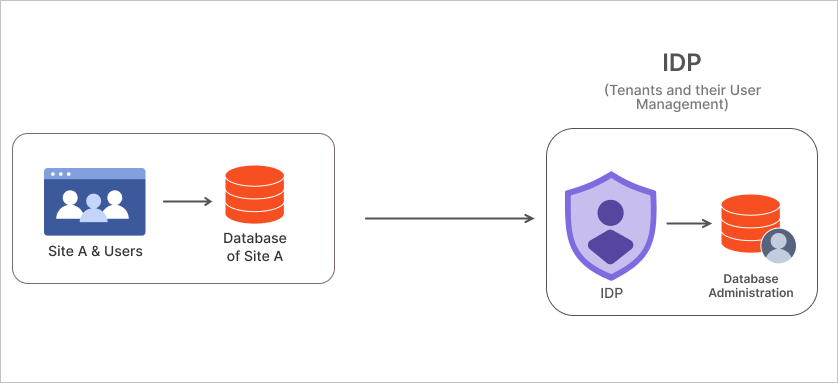 IDP
(Tenants and their User
Management)
Site A & Users
Database
of Site A
IDP
Database
Administration